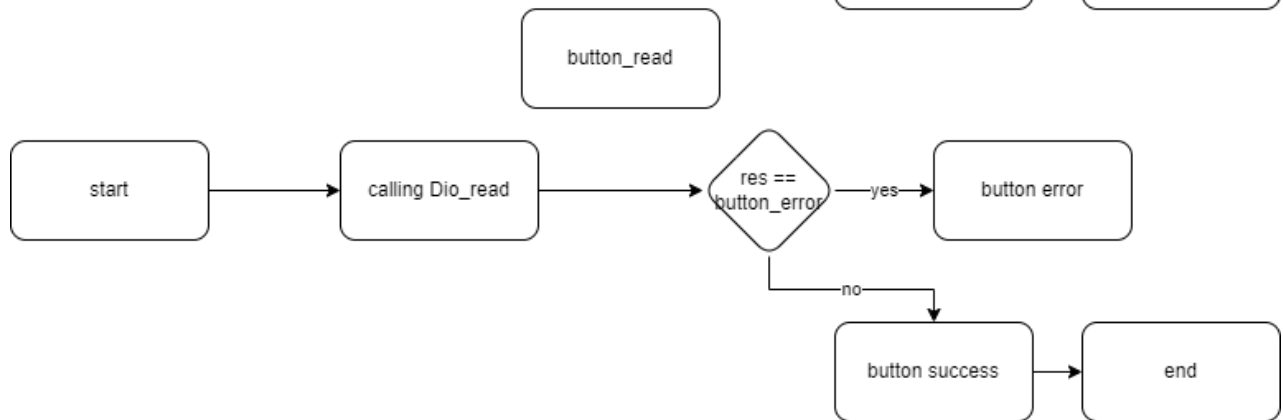 button_read
start
calling Dio_read
res ==
button_error
yes
button error
no
button success
end